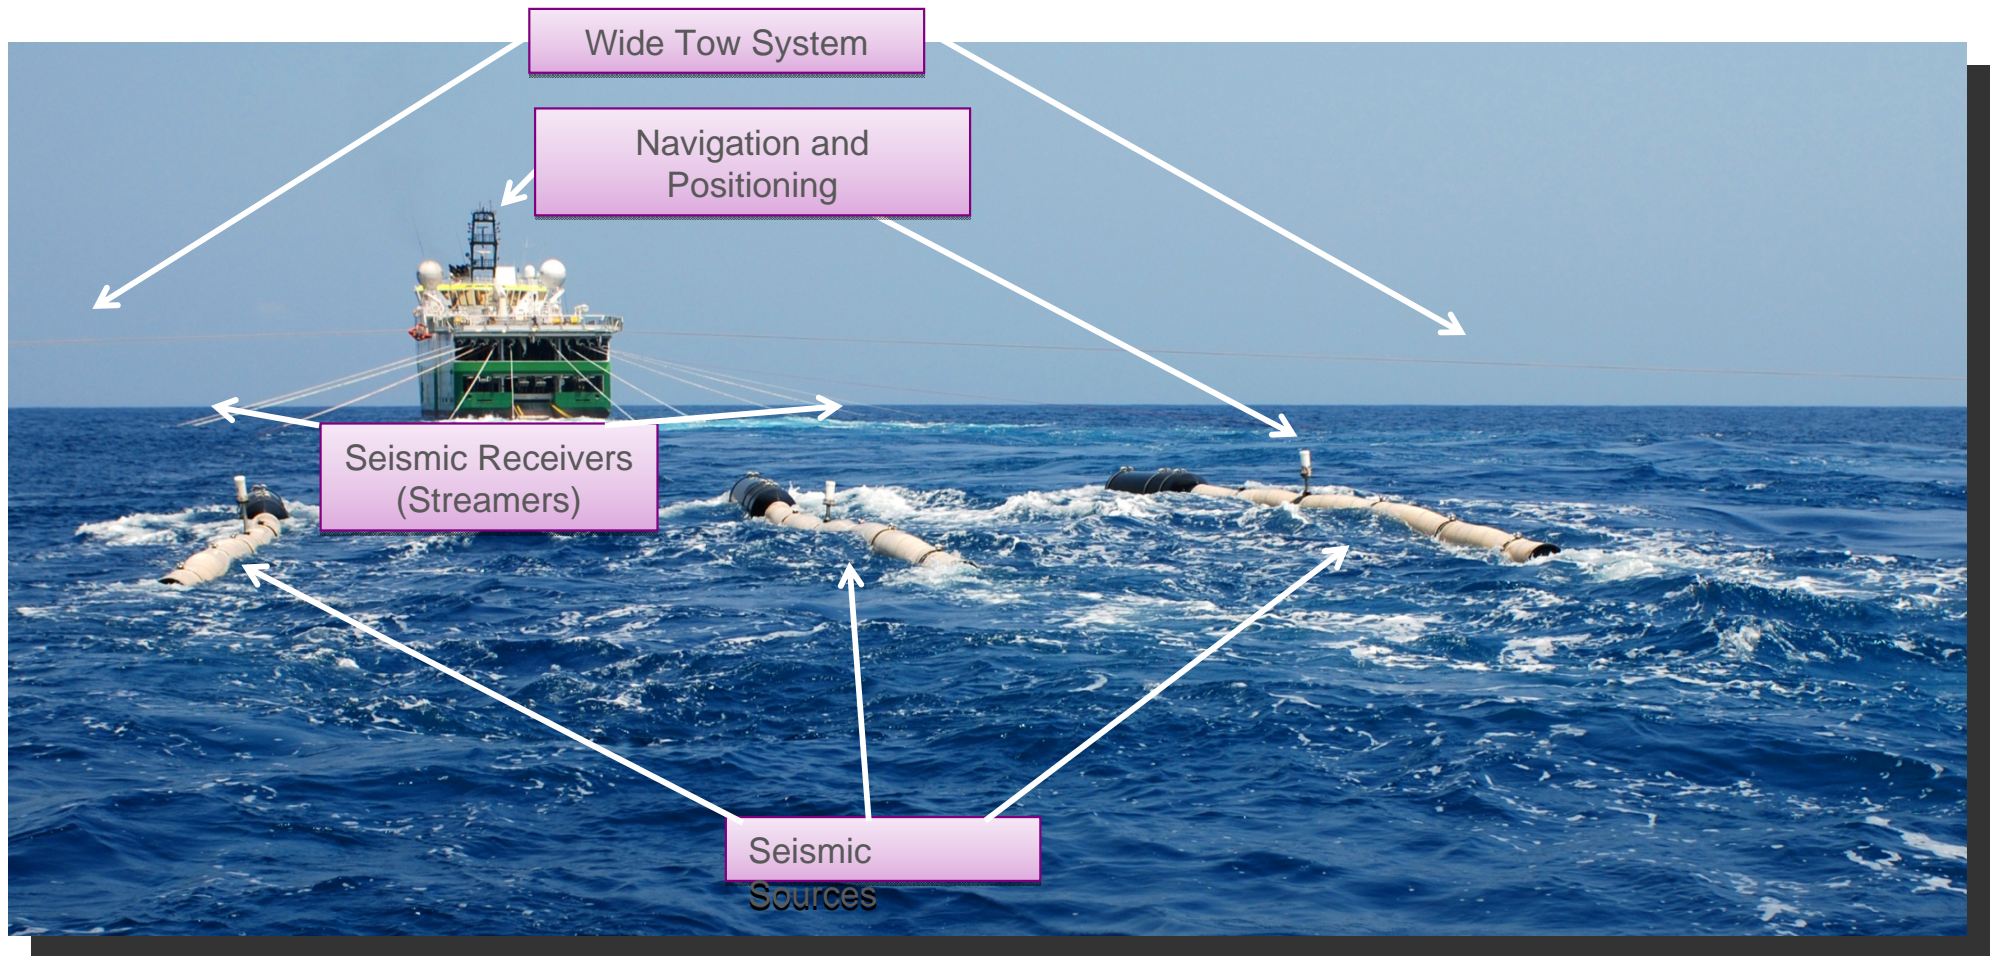 Wide Tow System
Navigation and
Positioning
Seismic Receivers
(Streamers)
Seismic
Sources